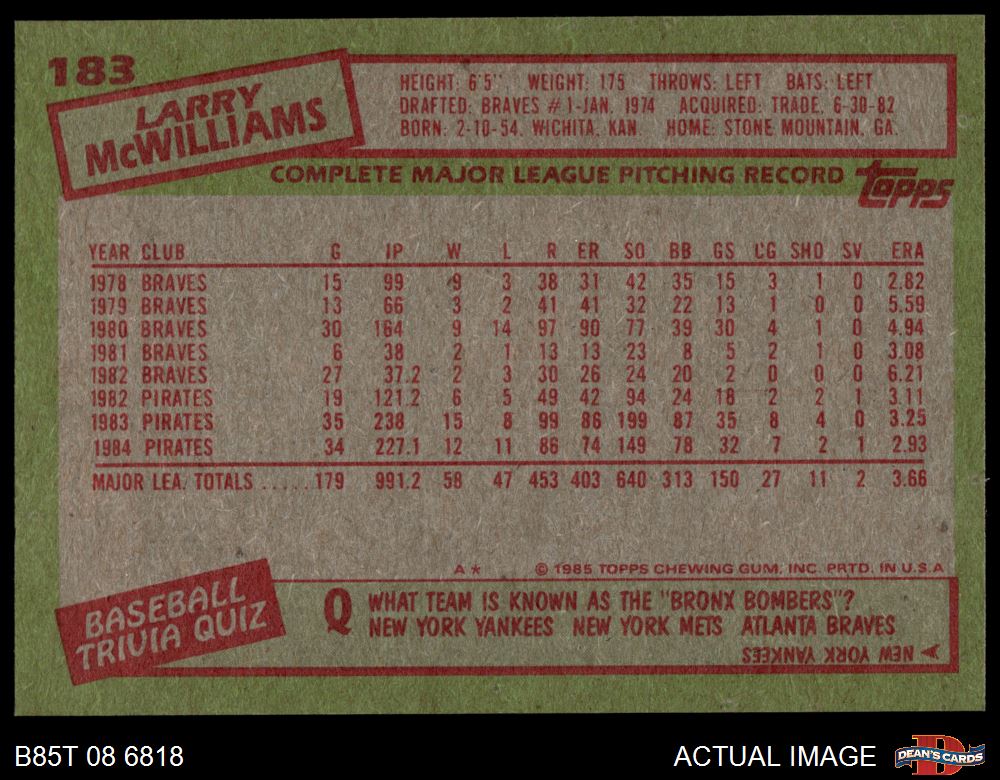 183
LARRY
McWILLIAMS
HEIGHT: 6'5" WEIGHT: 175 THROWS: LEFT BATS: LEFT
DRAFTED: BRAVES #1-JAN. 1974 ACQUIRED: TRADE, 6-30-82
BORN: 2-10-54, WICHITA, KAN. HOME: STONE MOUNTAIN, GA.
COMPLETE MAJOR LEAGUE PITCHING RECORD topps
YEAR CLUB G IP W L R ER SO BB GS CG SHO SV ERA
1978 BRAVES 15 99 9 3 38 31 42 35 15 3 1 0 2.82
1979 BRAVES 13 66 3 2 41 41 32 22 13 1 0 0 5.59
1980 BRAVES 30 164 9 14 97 90 77 39 30 4 1 0 4.94
1981 BRAVES 6 38 2 1 13 13 23 8 5 2 1 0 3.08
1982 BRAVES 27 37.2 2 3 30 26 24 20 2 0 0 0 6.21
1982 PIRATES 19 121.2 6 5 49 42 94 24 18 2 2 1 3.11
1983 PIRATES 35 238 15 8 99 86 199 87 35 8 4 0 3.25
1984 PIRATES 34 227.1 12 11 86 74 149 78 32 7 2 1 2.93
MAJOR LEA. TOTALS .....179 991.2 58 47 453 403 640 313 150 27 11 2 3.66
A* © 1985 TOPPS CHEWING GUM, INC. PRTD. IN U.S.A
BASEBALL
TRIVIA QUIZ
Q WHAT TEAM IS KNOWN AS THE "BRONX BOMBERS"?
NEW YORK YANKEES NEW YORK METS ATLANTA BRAVES
A NEW YORK YANKEES
B85T 08 6818
ACTUAL IMAGE
D
DEAN'S CARDS